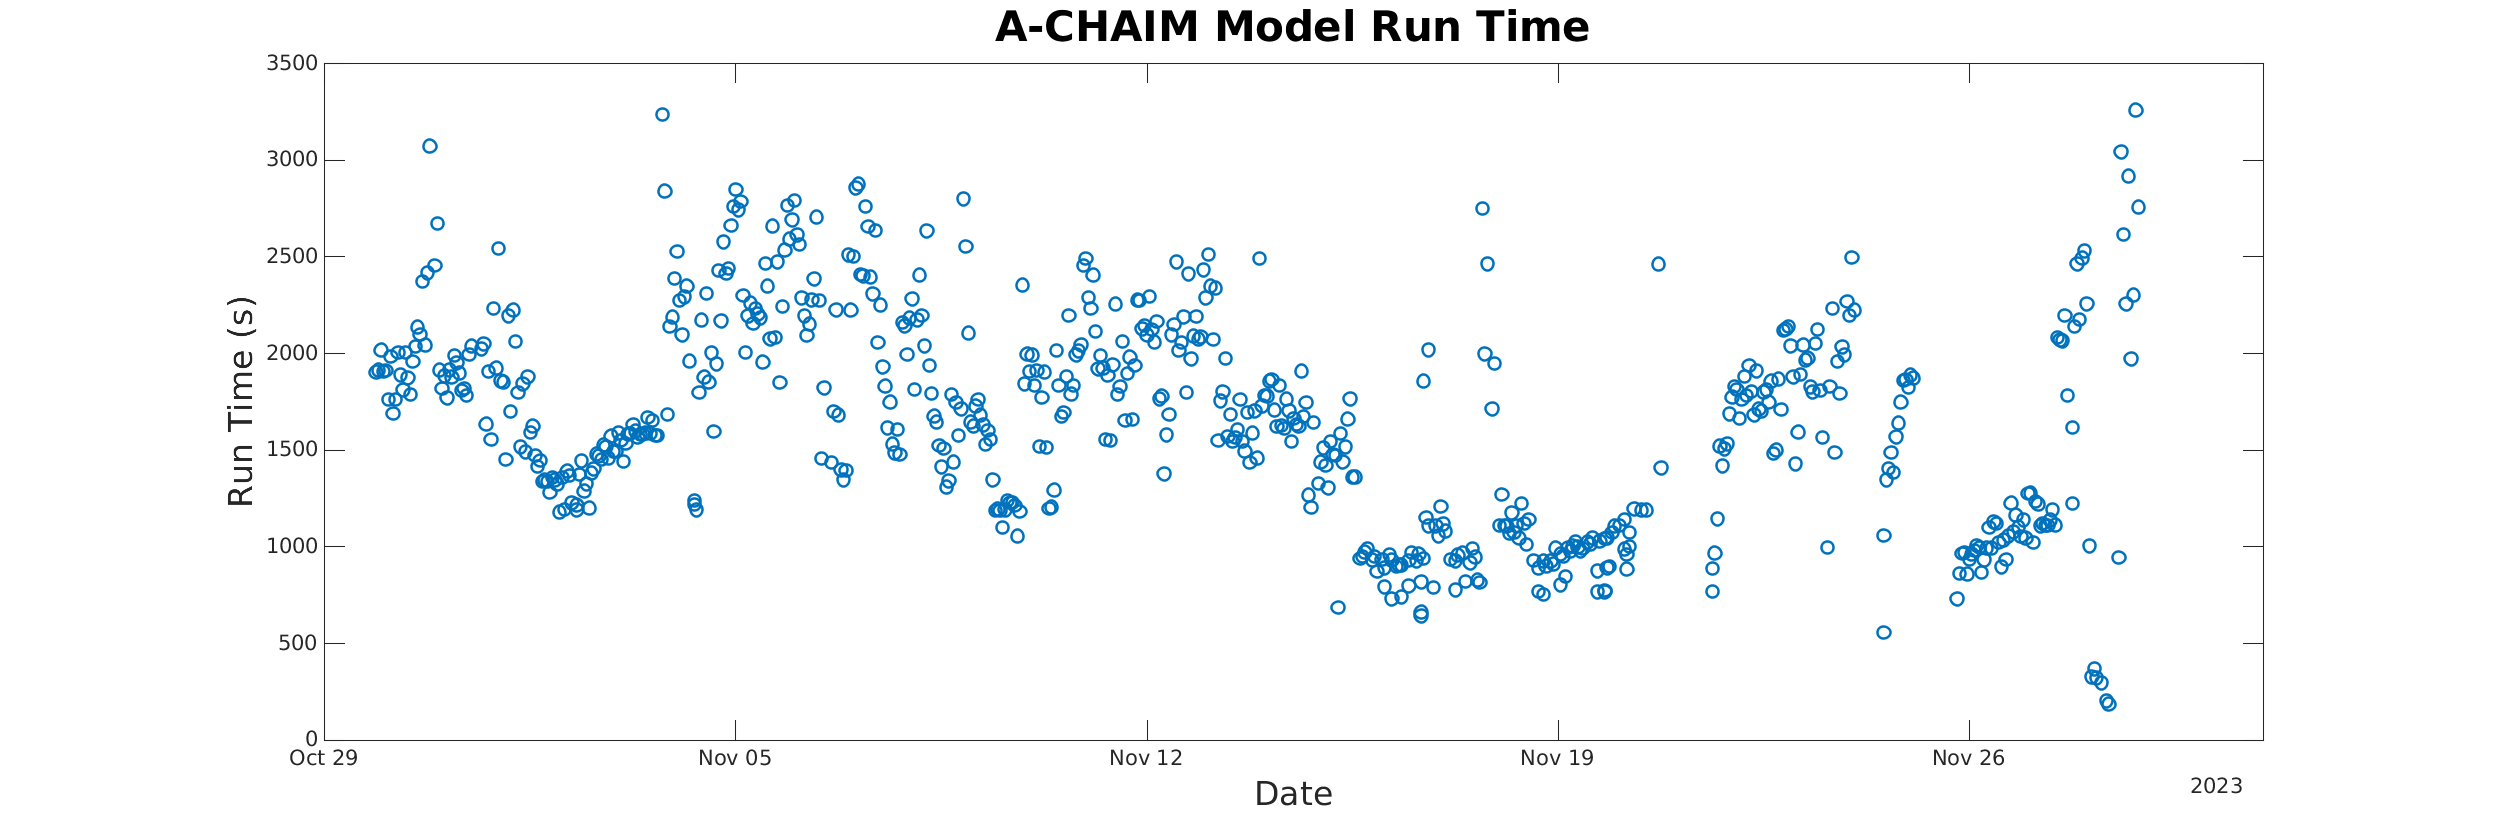 A-CHAIM Model Run Time
Run Time (s)
3500
3000
2500
2000
1500
1000
500
0
Oct 29 Nov 05 Nov 12 Nov 19 Nov 26
2023
Date